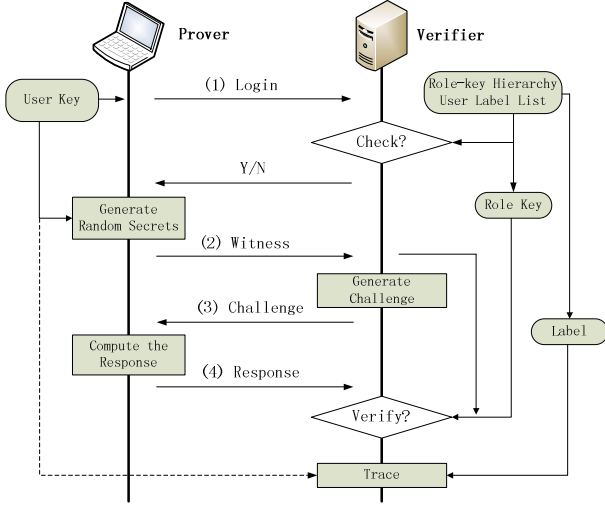 Prover
Verifier
User Key
(1) Login
Role-key Hierarchy
User Label List
Check?
Y/N
Generate
Random Secrets
Role Key
(2) Witness
Generate
Challenge
(3) Challenge
Label
Compute the
Response
(4) Response
Verify?
Trace